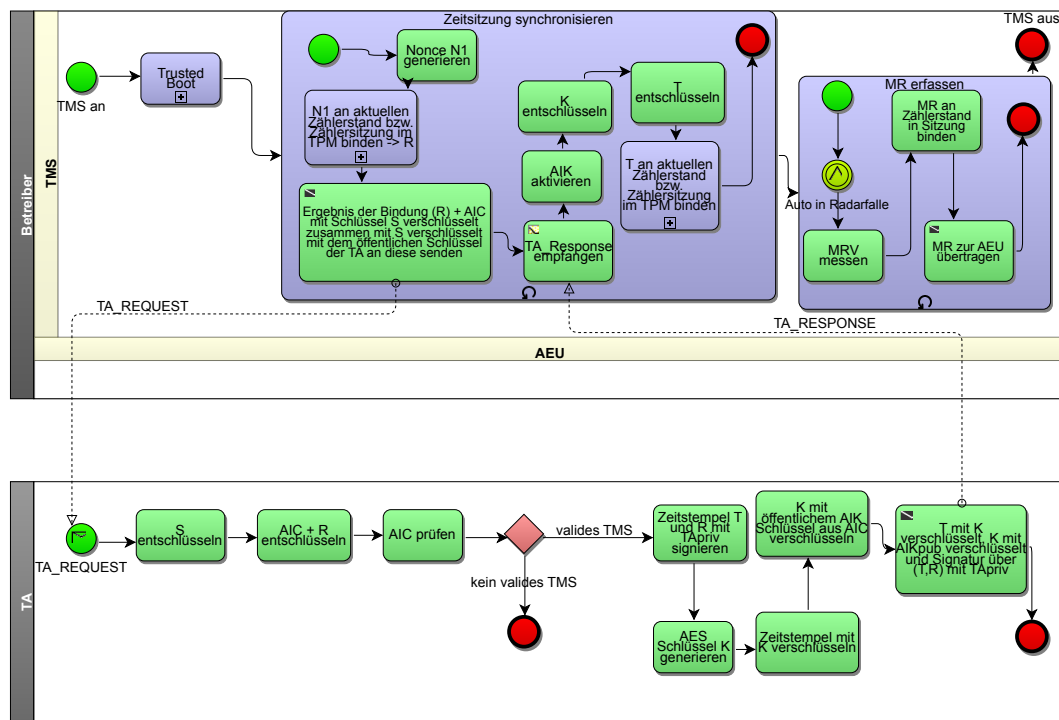 Betreiber
TMS
TMS an
Trusted
Boot
Zeitsitzung synchronisieren
Nonce N1
generieren
N1 an aktuellen
Zählerstand bzw.
Zählersitzung im
TPM binden -> R
Ergebnis der Bindung (R) + AIC
mit Schlüssel S verschlüsselt
zusammen mit S verschlüsselt
mit dem öffentlichen Schlüssel
der TA an diese senden
TA_Response
empfangen
AIK
aktivieren
K
entschlüsseln
T
entschlüsseln
T an aktuellen
Zählerstand
bzw.
Zählersitzung
im TPM binden
TMS aus
MR erfassen
Auto in Radarfalle
MRV
messen
MR an
Zählerstand
in Sitzung
binden
MR zur AEU
übertragen
TA_REQUEST
TA_RESPONSE
AEU
TA
TA_REQUEST
S
entschlüsseln
AIC + R
entschlüsseln
AIC prüfen
valides TMS
kein valides TMS
Zeitstempel T
und R mit
TApriv
signieren
AES
Schlüssel K
generieren
Zeitstempel mit
K verschlüsseln
K mit
öffentlichem AIK
Schlüssel aus AIC
verschlüsseln
T mit K
verschlüsselt, K mit
AIKpub verschlüsselt
und Signatur über
(T,R) mit TApriv